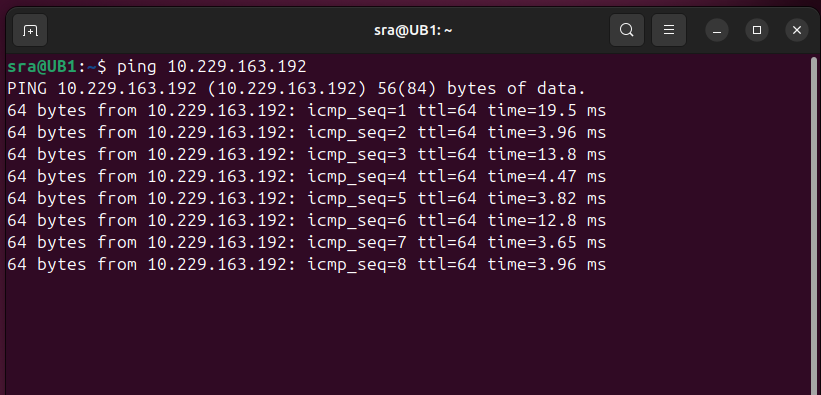 sra@UB1: ~
sra@UB1:~$ ping 10.229.163.192
PING 10.229.163.192 (10.229.163.192) 56(84) bytes of data.
64 bytes from 10.229.163.192: icmp_seq=1 ttl=64 time=19.5 ms
64 bytes from 10.229.163.192: icmp_seq=2 ttl=64 time=3.96 ms
64 bytes from 10.229.163.192: icmp_seq=3 ttl=64 time=13.8 ms
64 bytes from 10.229.163.192: icmp_seq=4 ttl=64 time=4.47 ms
64 bytes from 10.229.163.192: icmp_seq=5 ttl=64 time=3.82 ms
64 bytes from 10.229.163.192: icmp_seq=6 ttl=64 time=12.8 ms
64 bytes from 10.229.163.192: icmp_seq=7 ttl=64 time=3.65 ms
64 bytes from 10.229.163.192: icmp_seq=8 ttl=64 time=3.96 ms